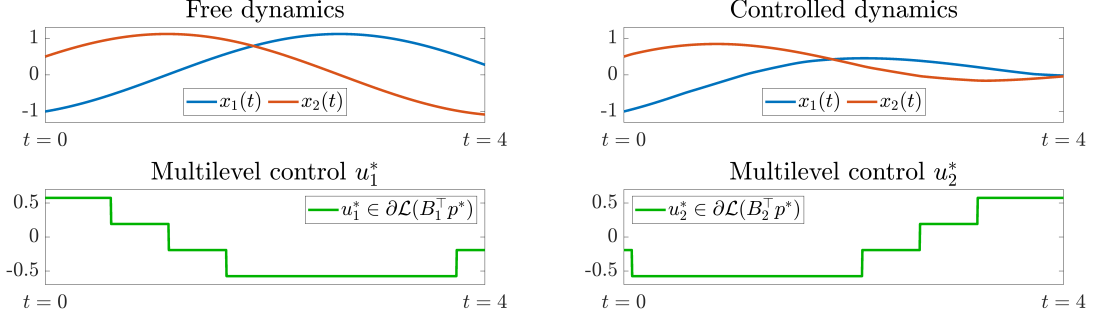 Free dynamics
1
0
-1
x₁(t) x₂(t)
t = 0 t = 4
Controlled dynamics
1
0
-1
x₁(t) x₂(t)
t = 0 t = 4
Multilevel control u₁*
0.5
0
-0.5
u₁* ∈ ∂ℒ(B₁⊤p*)
t = 0 t = 4
Multilevel control u₂*
0.5
0
-0.5
u₂* ∈ ∂ℒ(B₂⊤p*)
t = 0 t = 4